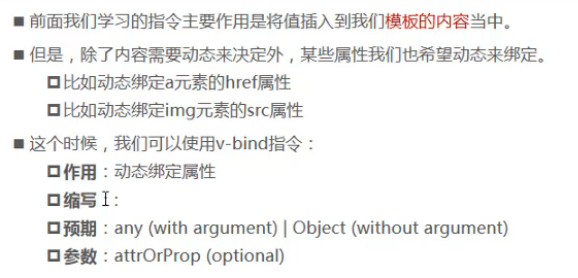 前面我们学习的指令主要作用是将值插入到我们模板的内容当中。
但是，除了内容需要动态来决定外，某些属性我们也希望动态来绑定。
比如动态绑定a元素的href属性
比如动态绑定img元素的src属性
这个时候，我们可以使用v-bind指令：
作用：动态绑定属性
缩写：:
预期：any (with argument) | Object (without argument)
参数：attrOrProp (optional)